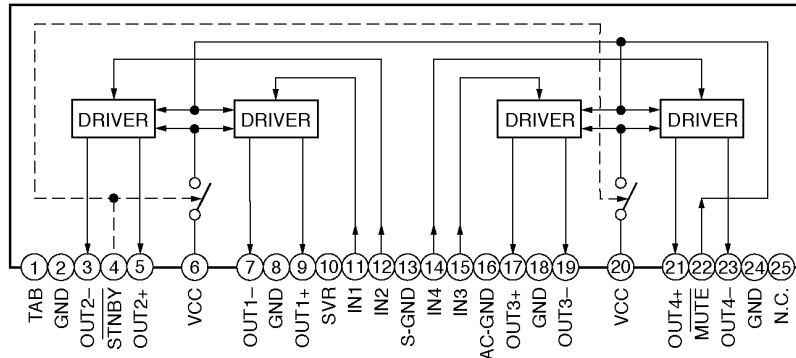 DRIVER DRIVER DRIVER DRIVER
1 2 3 4 5 6 7 8 9 10 11 12 13 14 15 16 17 18 19 20 21 22 23 24 25
TAB
GND
OUT2−
STNBY
OUT2+
VCC
OUT1−
GND
OUT1+
SVR
IN1
IN2
S-GND
IN4
IN3
AC-GND
OUT3+
GND
OUT3−
VCC
OUT4+
MUTE
OUT4−
GND
N.C.